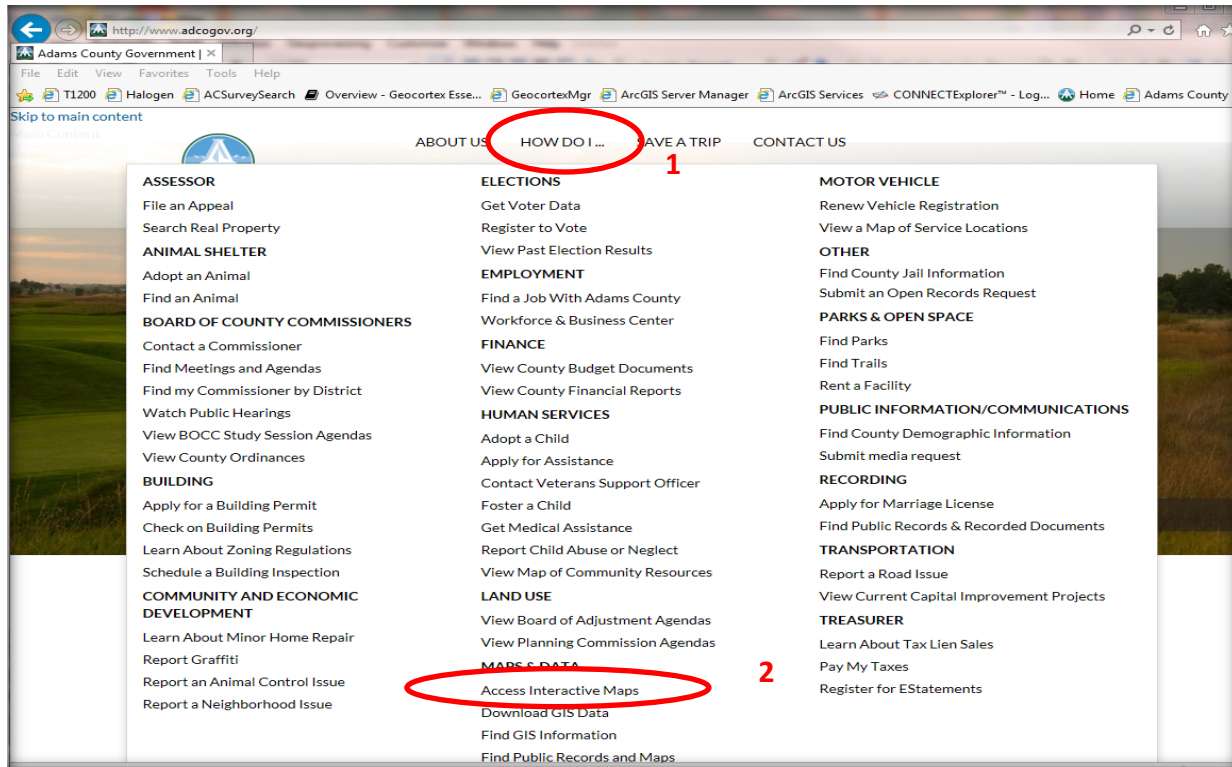 http://www.adcogov.org/
Adams County Government |
File Edit View Favorites Tools Help
T1200 Halogen ACSurveySearch Overview - Geocortex Esse... GeocortexMgr ArcGIS Server Manager ArcGIS Services CONNECTExplorer™ - Log... Home Adams County
Skip to main content
Main Content
ABOUT US HOW DO I ... SAVE A TRIP CONTACT US
1
ASSESSOR
File an Appeal
Search Real Property
ANIMAL SHELTER
Adopt an Animal
Find an Animal
BOARD OF COUNTY COMMISSIONERS
Contact a Commissioner
Find Meetings and Agendas
Find my Commissioner by District
Watch Public Hearings
View BOCC Study Session Agendas
View County Ordinances
BUILDING
Apply for a Building Permit
Check on Building Permits
Learn About Zoning Regulations
Schedule a Building Inspection
COMMUNITY AND ECONOMIC
DEVELOPMENT
Learn About Minor Home Repair
Report Graffiti
Report an Animal Control Issue
Report a Neighborhood Issue
ELECTIONS
Get Voter Data
Register to Vote
View Past Election Results
EMPLOYMENT
Find a Job With Adams County
Workforce & Business Center
FINANCE
View County Budget Documents
View County Financial Reports
HUMAN SERVICES
Adopt a Child
Apply for Assistance
Contact Veterans Support Officer
Foster a Child
Get Medical Assistance
Report Child Abuse or Neglect
View Map of Community Resources
LAND USE
View Board of Adjustment Agendas
View Planning Commission Agendas
MAPS & DATA
Access Interactive Maps
2
Download GIS Data
Find GIS Information
Find Public Records and Maps
MOTOR VEHICLE
Renew Vehicle Registration
View a Map of Service Locations
OTHER
Find County Jail Information
Submit an Open Records Request
PARKS & OPEN SPACE
Find Parks
Find Trails
Rent a Facility
PUBLIC INFORMATION/COMMUNICATIONS
Find County Demographic Information
Submit media request
RECORDING
Apply for Marriage License
Find Public Records & Recorded Documents
TRANSPORTATION
Report a Road Issue
View Current Capital Improvement Projects
TREASURER
Learn About Tax Lien Sales
Pay My Taxes
Register for EStatements